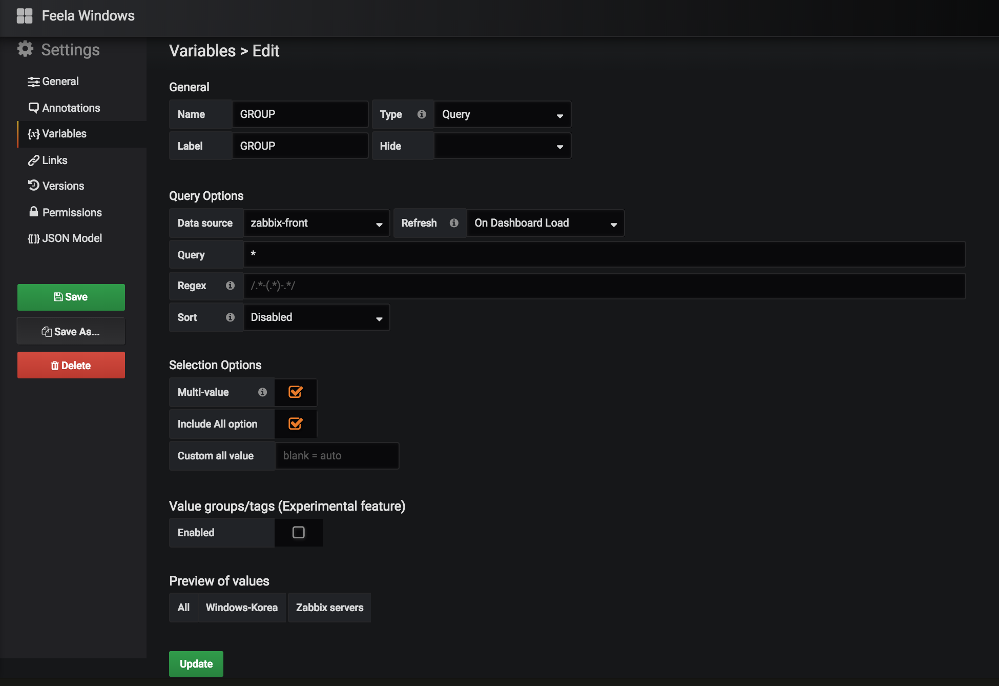 Feela Windows
Settings
General
Annotations
{x} Variables
Links
Versions
Permissions
{[]} JSON Model
Save
Save As...
Delete
Variables > Edit
General
Name GROUP Type Query
Label GROUP Hide
Query Options
Data source zabbix-front Refresh On Dashboard Load
Query *
Regex /.*-(.*)-.*/
Sort Disabled
Selection Options
Multi-value
Include All option
Custom all value blank = auto
Value groups/tags (Experimental feature)
Enabled
Preview of values
All Windows-Korea Zabbix servers
Update